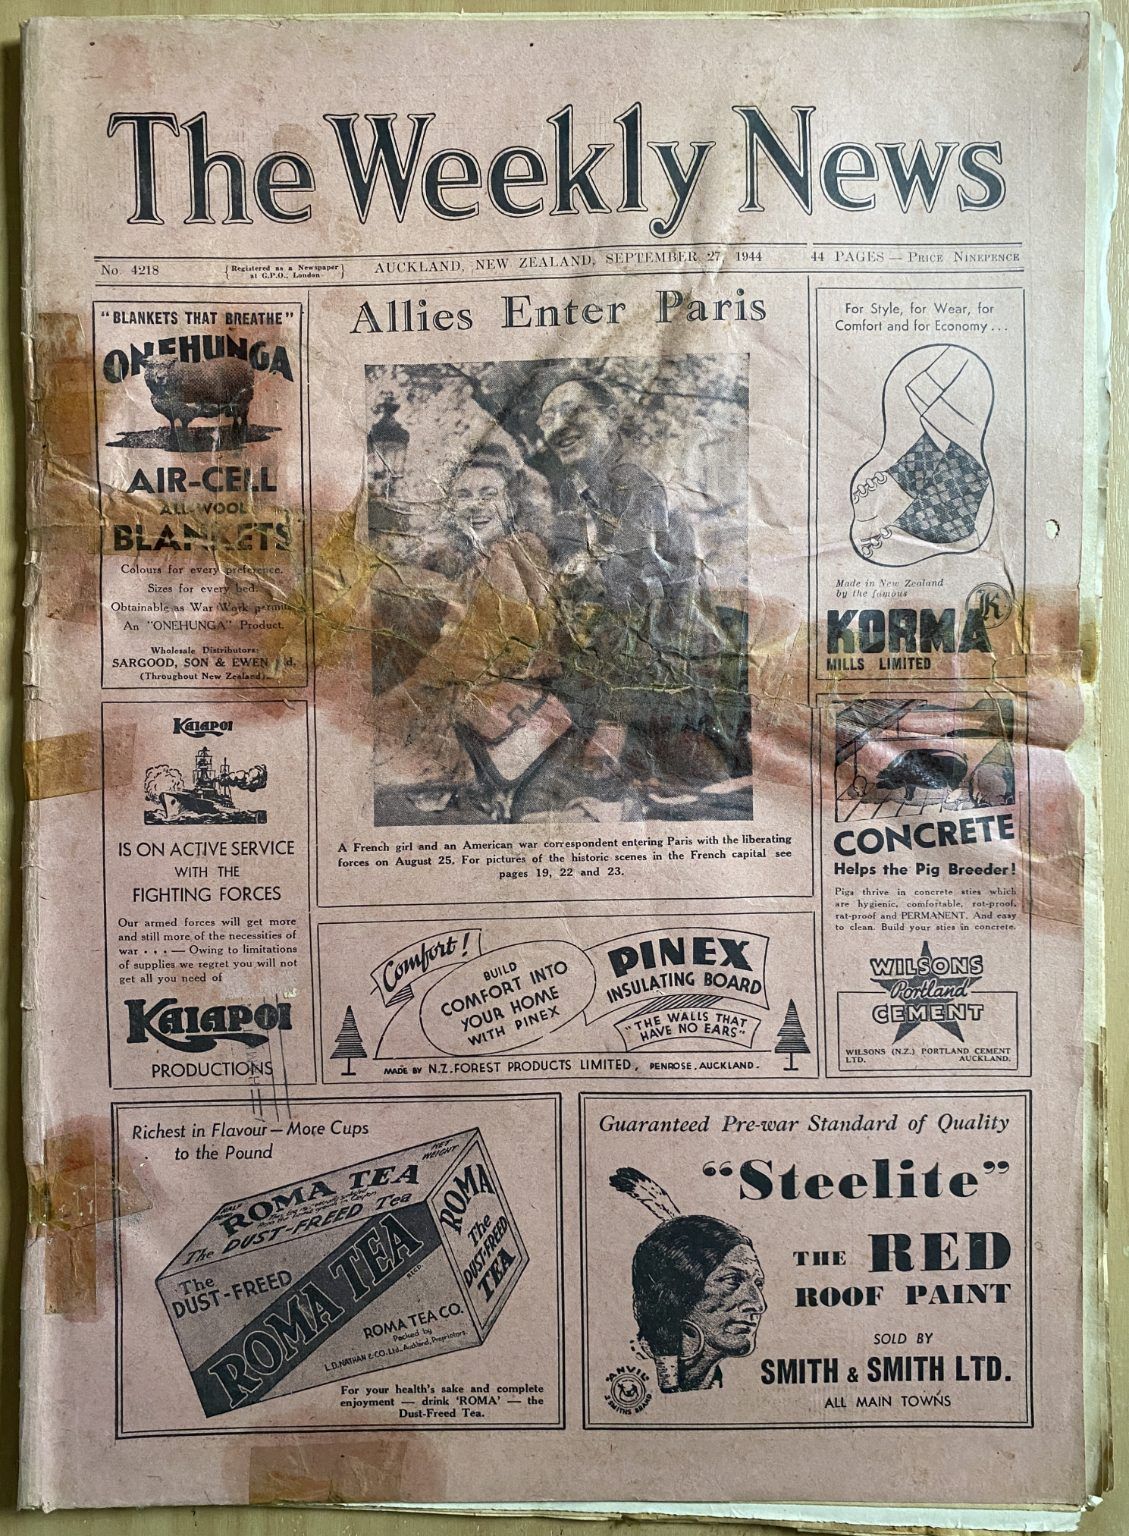 The Weekly News
No. 4218
Registered as a Newspaper
at G.P.O., London
AUCKLAND, NEW ZEALAND, SEPTEMBER 27, 1944
44 PAGES — PRICE NINEPENCE
"BLANKETS THAT BREATHE"
ONEHUNGA
AIR-CELL
ALL-WOOL
BLANKETS
Colours for every preference.
Sizes for every bed.
Obtainable as War Work permits
An "ONEHUNGA" Product.
Wholesale Distributors:
SARGOOD, SON & EWEN
(Throughout New Zealand)
KAIAPOI
IS ON ACTIVE SERVICE
WITH THE
FIGHTING FORCES
Our armed forces will get more
and still more of the necessities of
war . . . — Owing to limitations
of supplies we regret you will not
get all you need of
KAIAPOI
PRODUCTIONS
Allies Enter Paris
A French girl and an American war correspondent entering Paris with the liberating
forces on August 25. For pictures of the historic scenes in the French capital see
pages 19, 22 and 23.
Comfort!
BUILD
COMFORT INTO
YOUR HOME
WITH PINEX
PINEX
INSULATING BOARD
"THE WALLS THAT
HAVE NO EARS"
MADE BY N.Z. FOREST PRODUCTS LIMITED, PENROSE, AUCKLAND.
For Style, for Wear, for
Comfort and for Economy . . .
Made in New Zealand
by the famous
K
KORMA
MILLS LIMITED
CONCRETE
Helps the Pig Breeder!
Pigs thrive in concrete sties which
are hygienic, comfortable, rot-proof,
rat-proof and PERMANENT. And easy
to clean. Build your sties in concrete.
WILSONS
Portland
CEMENT
WILSONS (N.Z.) PORTLAND CEMENT
LTD. AUCKLAND.
Richest in Flavour — More Cups
to the Pound
NET
WEIGHT
ROMA TEA
The DUST-FREED Tea
The
DUST-FREED
ROMA TEA
REGD.
ROMA TEA CO.
Packed by
L.D. NATHAN & CO. Ltd., Auckland, Proprietors.
ROMA
The
DUST-FREED
TEA
For your health's sake and complete
enjoyment — drink 'ROMA' — the
Dust-Freed Tea.
Guaranteed Pre-war Standard of Quality
"Steelite"
THE RED
ROOF PAINT
SOLD BY
SMITH & SMITH LTD.
ALL MAIN TOWNS
ANVIL